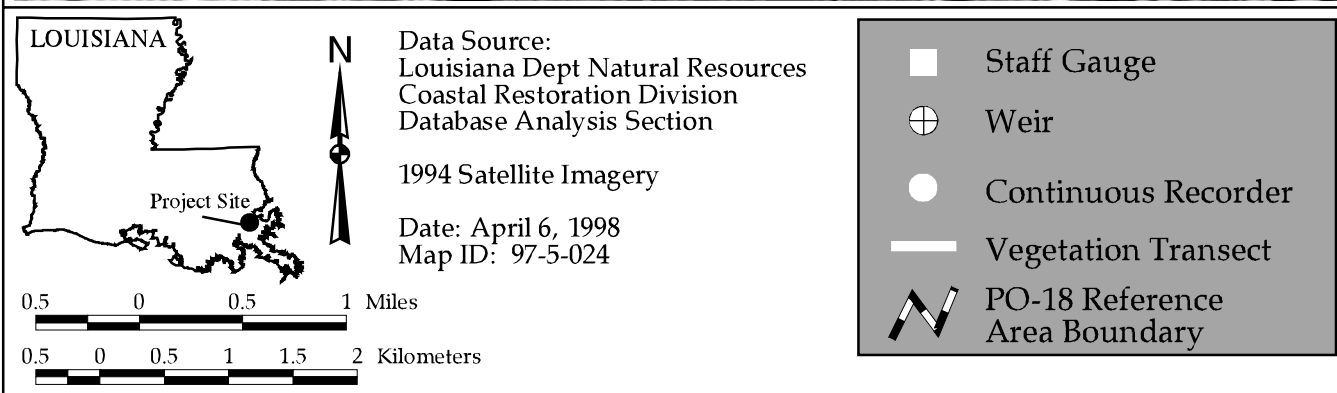 LOUISIANA
Project Site
N
Data Source:
Louisiana Dept Natural Resources
Coastal Restoration Division
Database Analysis Section
1994 Satellite Imagery
Date: April 6, 1998
Map ID: 97-5-024
0.5 0 0.5 1 Miles
0.5 0 0.5 1 1.5 2 Kilometers
Staff Gauge
Weir
Continuous Recorder
Vegetation Transect
PO-18 Reference
Area Boundary